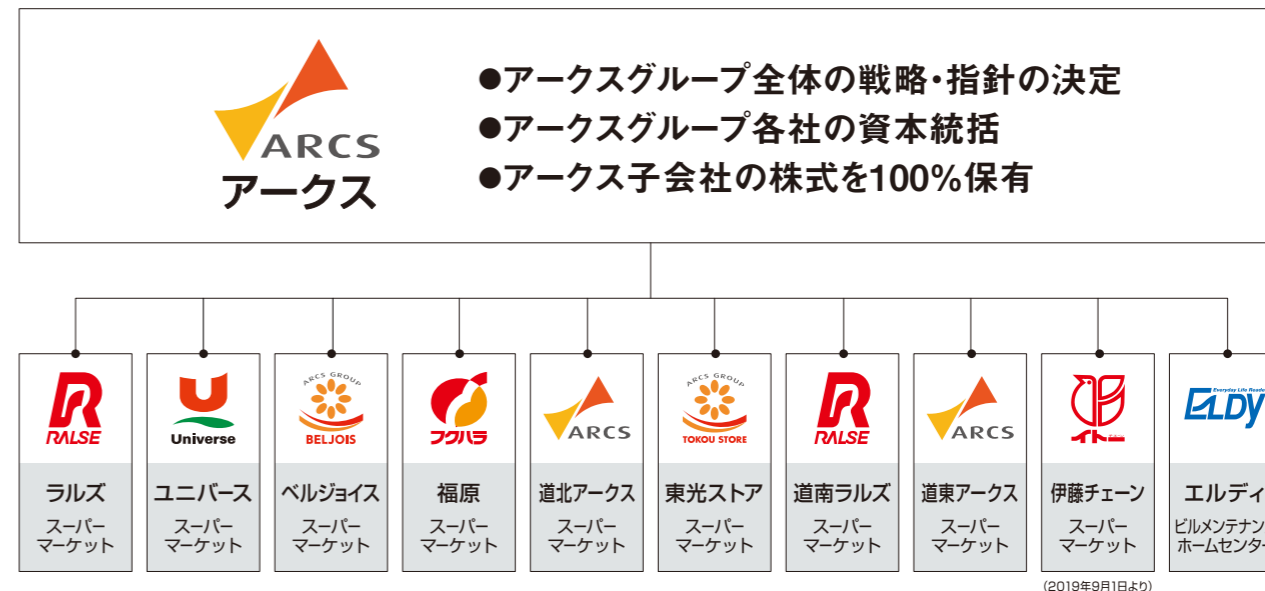 ARCS
アークス
●アークスグループ全体の戦略・指針の決定
●アークスグループ各社の資本統括
●アークス子会社の株式を100%保有
RALSE
ラルズ
スーパー
マーケット
Universe
ユニバース
スーパー
マーケット
ARCS GROUP
BELJOIS
ベルジョイス
スーパー
マーケット
フクハラ
福原
スーパー
マーケット
ARCS
道北アークス
スーパー
マーケット
ARCS GROUP
TOKOU STORE
東光ストア
スーパー
マーケット
RALSE
道南ラルズ
スーパー
マーケット
ARCS
道東アークス
スーパー
マーケット
イトー
伊藤チェーン
スーパー
マーケット
(2019年9月1日より)
Everyday Life Reade
ELDY
エルディ
ビルメンテナン
ホームセンター